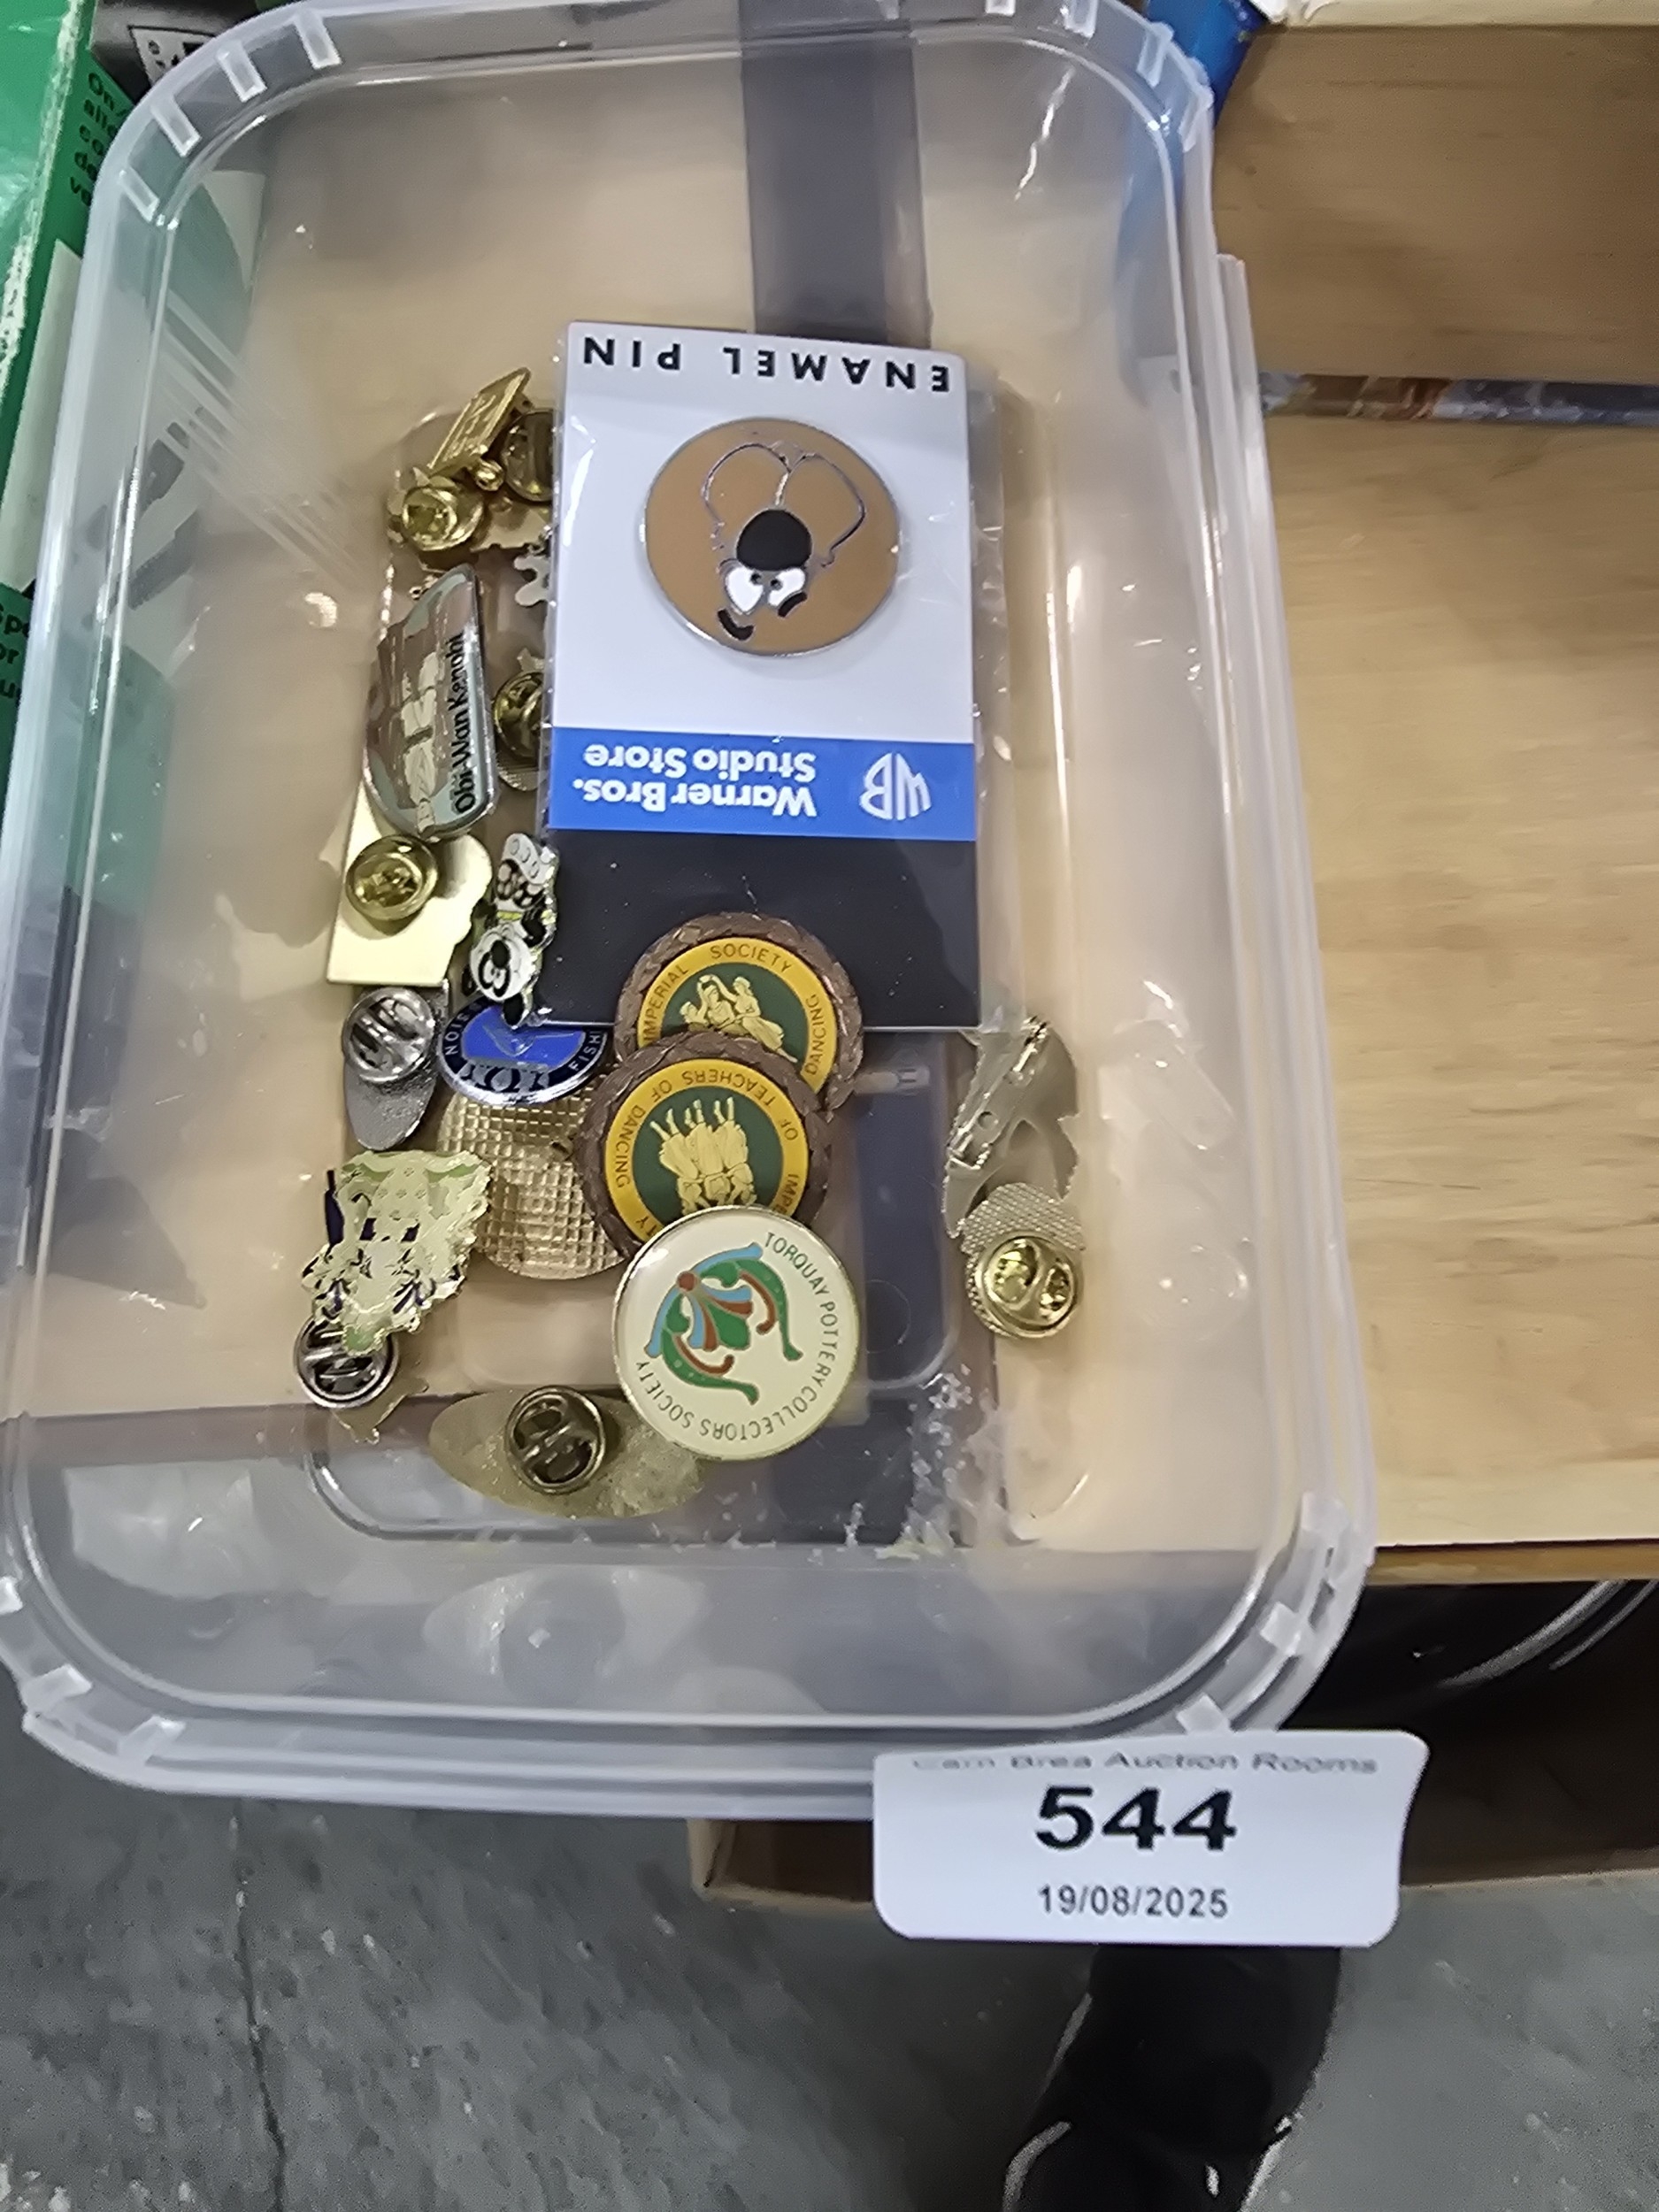 ENAMEL PIN
Warner Bros.
Studio Store
WB
Obi-Wan Kenobi
IMPERIAL SOCIETY
DANCING
OF TEACHERS OF DANCING
TORQUAY POTTERY COLLECTORS SOCIETY
Carn Brea Auction Rooms
544
19/08/2025